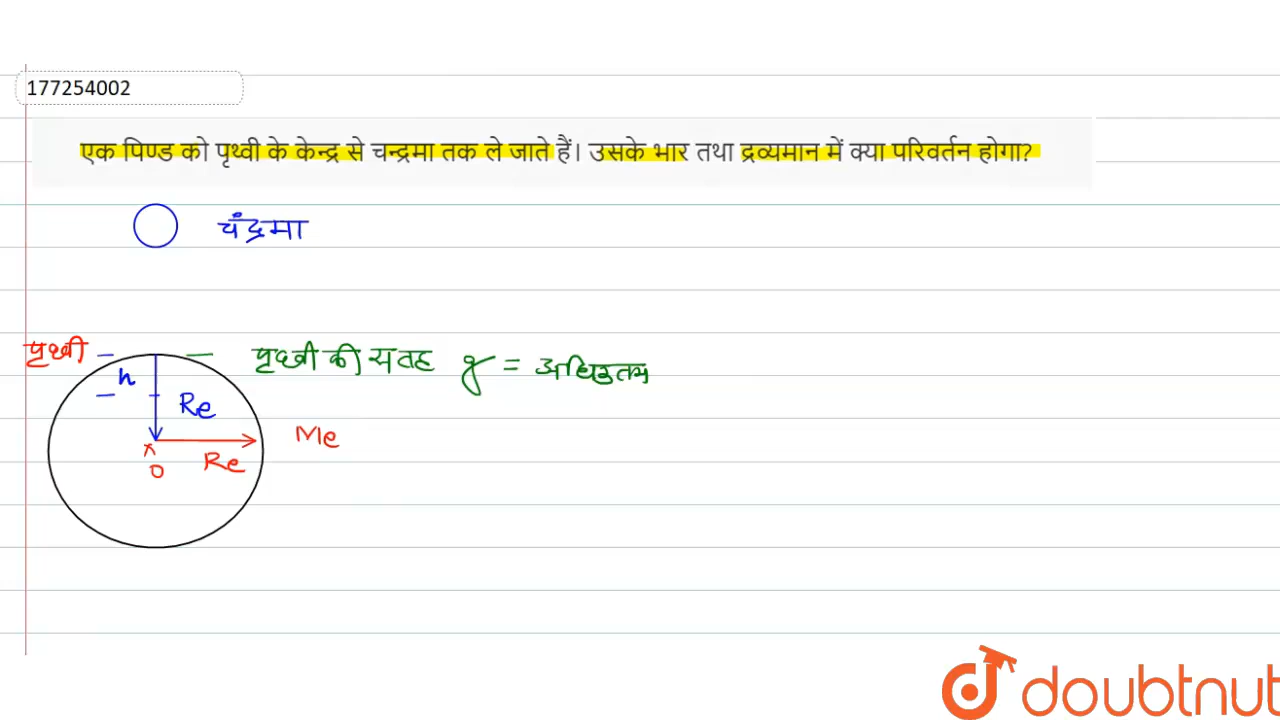 177254002
एक पिण्ड को पृथ्वी के केन्द्र से चन्द्रमा तक ले जाते हैं। उसके भार तथा द्रव्यमान में क्या परिवर्तन होगा?
चंद्रमा
पृथ्वी
पृथ्वी की सतह g = अधिकतम
h
Re
Me
Re
O
doubtnut